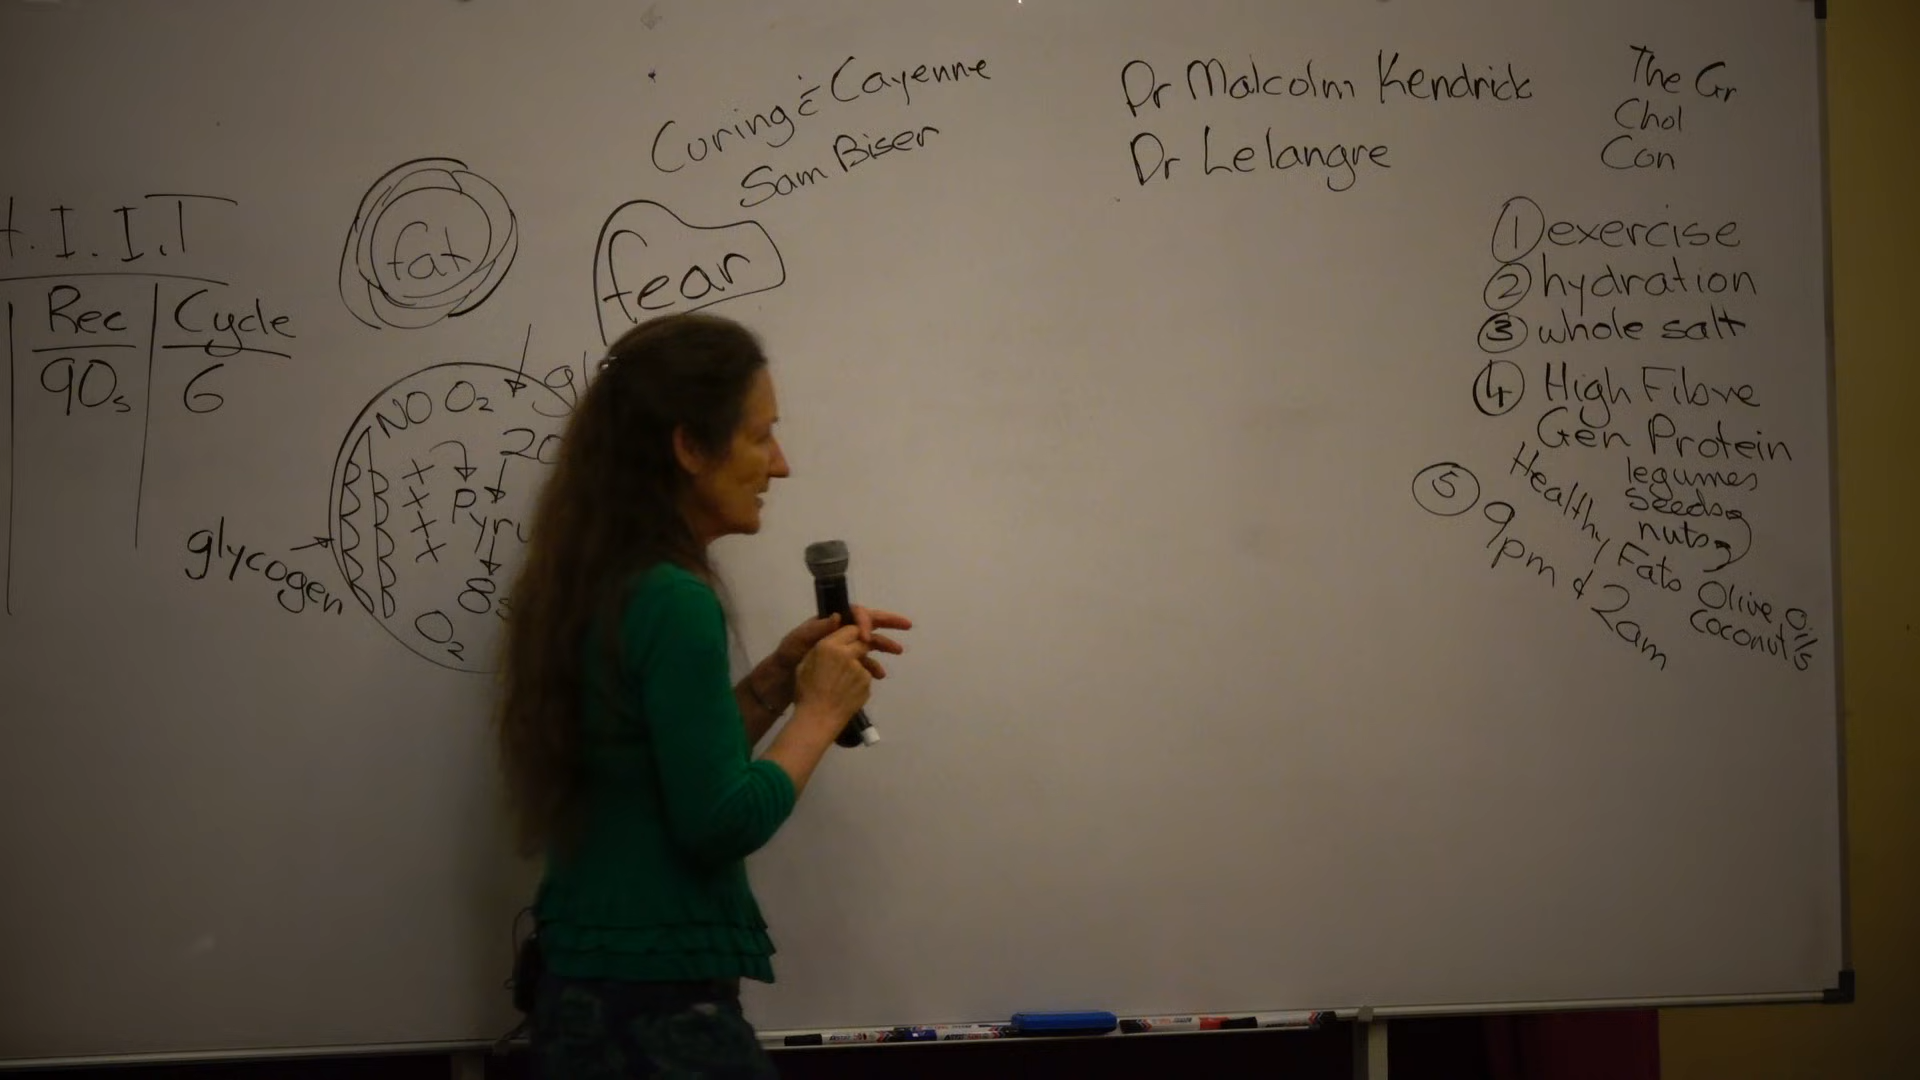 H.I.I.T
Rec
Cycle
90s
6
fat
Curing c̄ Cayenne
Sam Biser
fear
NO O₂
Pyru
O₂
glycogen
Dr Malcolm Kendrick
Dr Lelangre
The Gr
Chol
Con
① exercise
② hydration
③ whole salt
④ High Fibre
Gen Protein
legumes
seeds
nuts
Healthy Fats Olive Oils
Coconut
⑤ 9pm & 2am